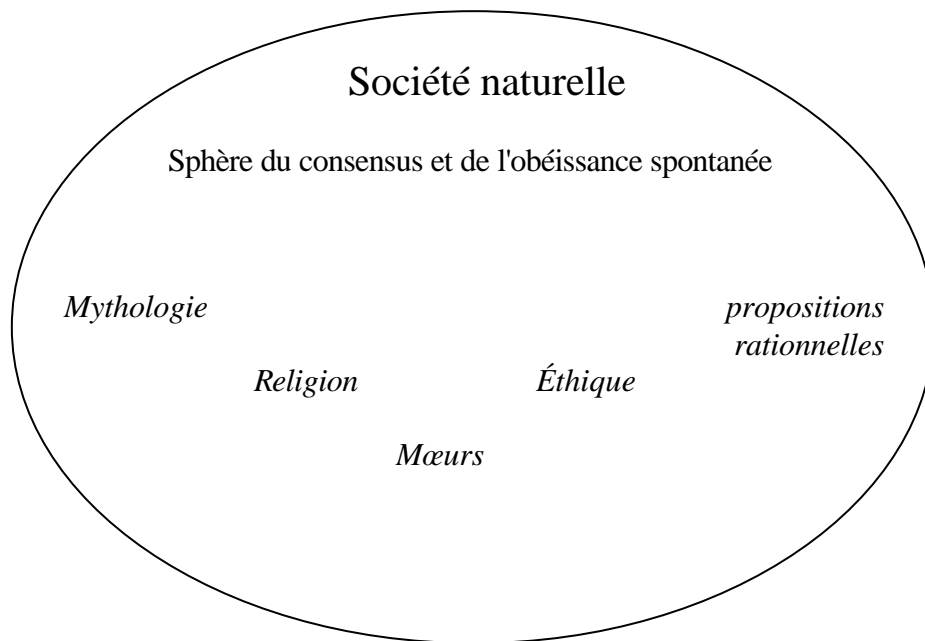 Société naturelle
Sphère du consensus et de l'obéissance spontanée
Mythologie
propositions
rationnelles
Religion
Éthique
Mœurs